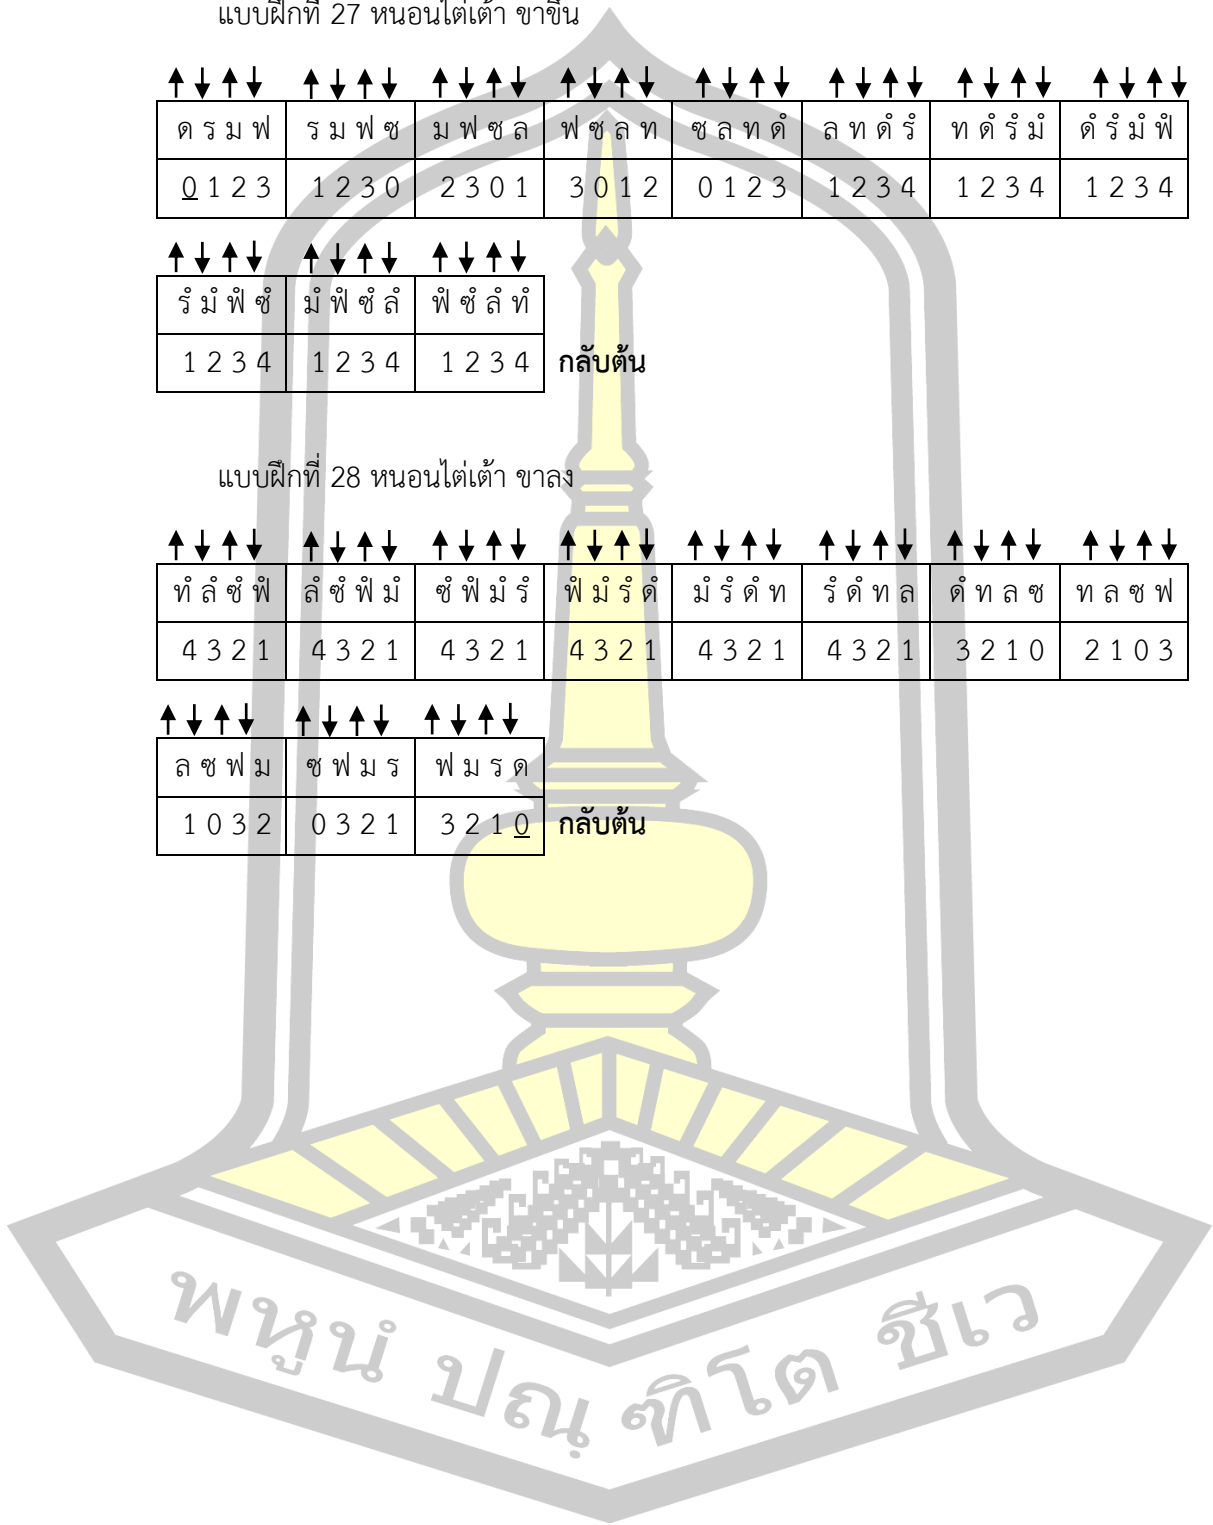 แบบฝึกที่ 27 หนอนไต่เต้า ขาขึ้น
↑ ↓ ↑ ↓ ↑ ↓ ↑ ↓ ↑ ↓ ↑ ↓ ↑ ↓ ↑ ↓ ↑ ↓ ↑ ↓ ↑ ↓ ↑ ↓ ↑ ↓ ↑ ↓ ↑ ↓ ↑ ↓
ด ร ม ฟ ร ม ฟ ซ ม ฟ ซ ล ฟ ซ ล ท ซ ล ท ดํ ล ท ดํ รํ ท ดํ รํ มํ ดํ รํ มํ ฟํ
0 1 2 3 1 2 3 0 2 3 0 1 3 0 1 2 0 1 2 3 1 2 3 4 1 2 3 4 1 2 3 4
↑ ↓ ↑ ↓ ↑ ↓ ↑ ↓ ↑ ↓ ↑ ↓
รํ มํ ฟํ ซํ มํ ฟํ ซํ ลํ ฟํ ซํ ลํ ทํ
1 2 3 4 1 2 3 4 1 2 3 4 กลับต้น
แบบฝึกที่ 28 หนอนไต่เต้า ขาลง
↑ ↓ ↑ ↓ ↑ ↓ ↑ ↓ ↑ ↓ ↑ ↓ ↑ ↓ ↑ ↓ ↑ ↓ ↑ ↓ ↑ ↓ ↑ ↓ ↑ ↓ ↑ ↓ ↑ ↓ ↑ ↓
ทํ ลํ ซํ ฟํ ลํ ซํ ฟํ มํ ซํ ฟํ มํ รํ ฟํ มํ รํ ดํ มํ รํ ดํ ท รํ ดํ ท ล ดํ ท ล ซ ท ล ซ ฟ
4 3 2 1 4 3 2 1 4 3 2 1 4 3 2 1 4 3 2 1 4 3 2 1 3 2 1 0 2 1 0 3
↑ ↓ ↑ ↓ ↑ ↓ ↑ ↓ ↑ ↓ ↑ ↓
ล ซ ฟ ม ซ ฟ ม ร ฟ ม ร ด
1 0 3 2 0 3 2 1 3 2 1 0 กลับต้น
พหูนํ ปณฺฑิโต ชีเว